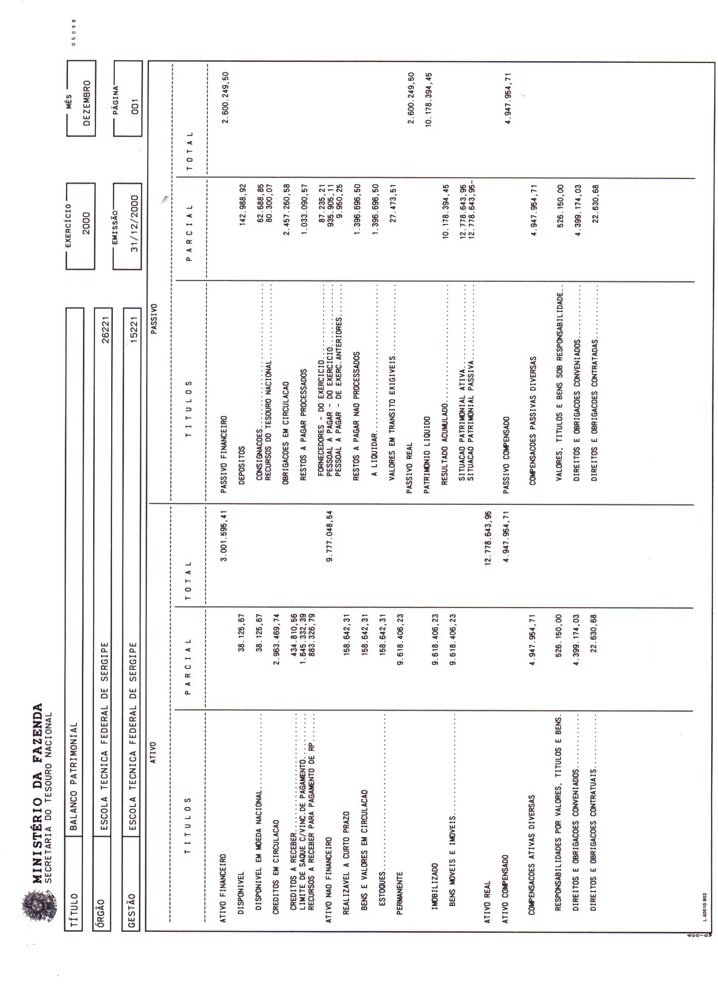 05098
MINISTÉRIO DA FAZENDA
SECRETARIA DO TESOURO NACIONAL
TÍTULO BALANCO PATRIMONIAL
EXERCÍCIO 2000
MÊS DEZEMBRO
ÓRGÃO ESCOLA TECNICA FEDERAL DE SERGIPE 26221
GESTÃO ESCOLA TECNICA FEDERAL DE SERGIPE 15221
EMISSÃO 31/12/2000
PÁGINA 001
ATIVO
TITULOS PARCIAL TOTAL
ATIVO FINANCEIRO 3.001.595,41
DISPONIVEL 38.125,67
DISPONIVEL EM MOEDA NACIONAL 38.125,67
CREDITOS EM CIRCULACAO 2.963.469,74
CREDITOS A RECEBER 434.810,56
LIMITE DE SAQUE C/VINC.DE PAGAMENTO 1.645.332,39
RECURSOS A RECEBER PARA PAGAMENTO DE RP 883.326,79
ATIVO NAO FINANCEIRO 9.777.048,54
REALIZAVEL A CURTO PRAZO 158.642,31
BENS E VALORES EM CIRCULACAO 158.642,31
ESTOQUES 158.642,31
PERMANENTE 9.618.406,23
IMOBILIZADO 9.618.406,23
BENS MOVEIS E IMOVEIS 9.618.406,23
ATIVO REAL 12.778.643,95
ATIVO COMPENSADO 4.947.954,71
COMPENSACOES ATIVAS DIVERSAS 4.947.954,71
RESPONSABILIDADES POR VALORES, TITULOS E BENS 526.150,00
DIREITOS E OBRIGACOES CONVENIADOS 4.399.174,03
DIREITOS E OBRIGACOES CONTRATUAIS 22.630,68
PASSIVO
TITULOS PARCIAL TOTAL
PASSIVO FINANCEIRO 2.600.249,50
DEPOSITOS 142.988,92
CONSIGNACOES 62.688,85
RECURSOS DO TESOURO NACIONAL 80.300,07
OBRIGACOES EM CIRCULACAO 2.457.260,58
RESTOS A PAGAR PROCESSADOS 1.033.090,57
FORNECEDORES - DO EXERCICIO 87.235,21
PESSOAL A PAGAR - DO EXERCICIO 935.905,11
PESSOAL A PAGAR - DE EXERC.ANTERIORES 9.950,25
RESTOS A PAGAR NAO PROCESSADOS 1.396.696,50
A LIQUIDAR 1.396.696,50
VALORES EM TRANSITO EXIGIVEIS 27.473,51
PASSIVO REAL 2.600.249,50
PATRIMONIO LIQUIDO 10.178.394,45
RESULTADO ACUMULADO 10.178.394,45
SITUACAO PATRIMONIAL ATIVA 12.778.643,95
SITUACAO PATRIMONIAL PASSIVA 12.778.643,95-
PASSIVO COMPENSADO 4.947.954,71
COMPENSACOES PASSIVAS DIVERSAS 4.947.954,71
VALORES, TITULOS E BENS SOB RESPONSABILIDADE 526.150,00
DIREITOS E OBRIGACOES CONVENIADOS 4.399.174,03
DIREITOS E OBRIGACOES CONTRATADAS 22.630,68
L.40010.802